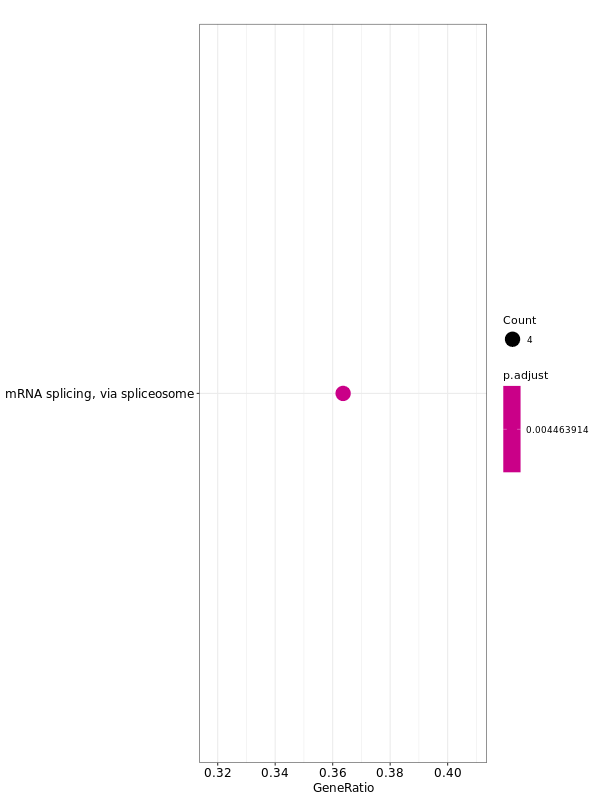 Count
4
p.adjust
mRNA splicing, via spliceosome
0.004463914
0.32 0.34 0.36 0.38 0.40
GeneRatio